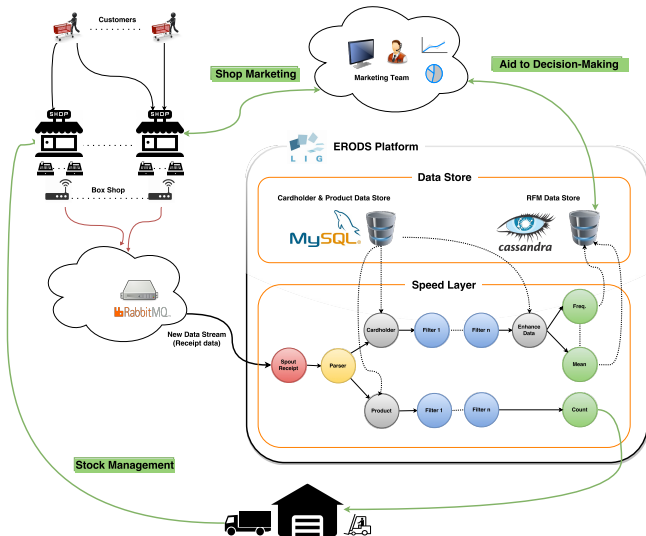 Customers
SHOP
SHOP
Box Shop
Shop Marketing
Marketing Team
Aid to Decision-Making
LIG
ERODS Platform
Data Store
Cardholder & Product Data Store
MySQL®
RFM Data Store
cassandra
RabbitMQ
New Data Stream
(Receipt data)
Speed Layer
Cardholder
Filter 1
Filter n
Enhance
Data
Freq.
Mean
Spout
Receipt
Parser
Product
Filter 1
Filter n
Count
Stock Management